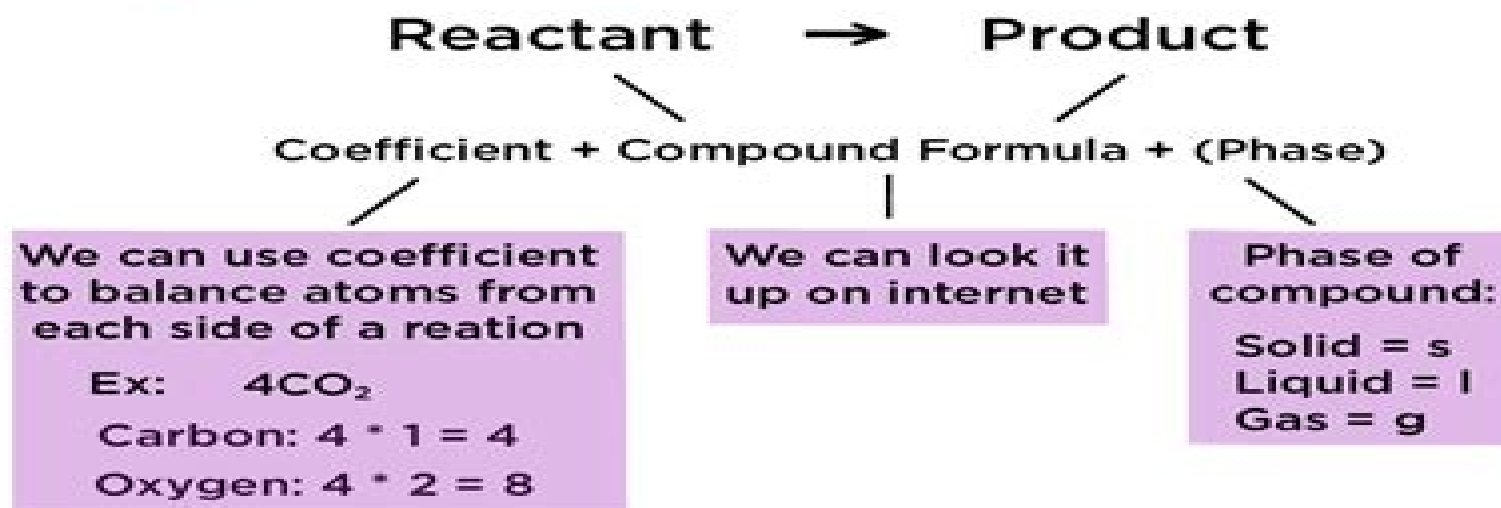 Reactant → Product
Coefficient + Compound Formula + (Phase)
We can use coefficient
to balance atoms from
each side of a reation
Ex: 4CO₂
Carbon: 4 * 1 = 4
Oxygen: 4 * 2 = 8
We can look it
up on internet
Phase of
compound:
Solid = s
Liquid = l
Gas = g